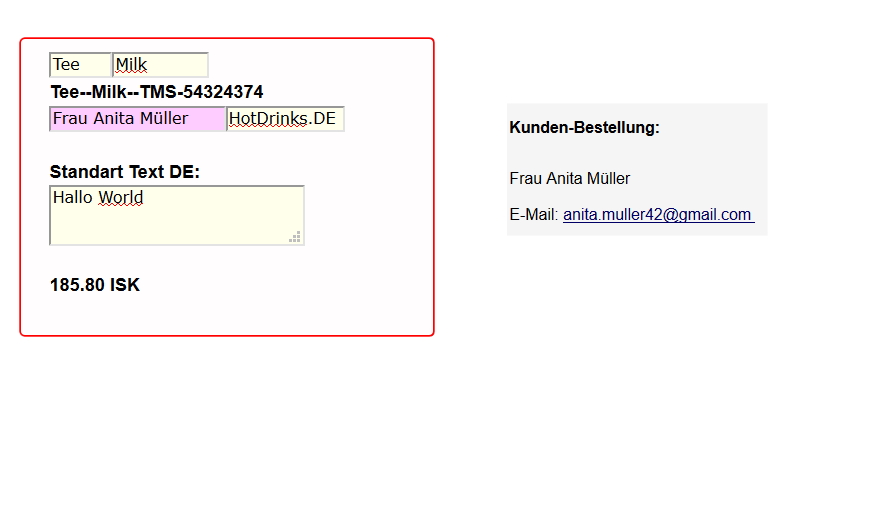 Tee Milk
Tee--Milk--TMS-54324374
Frau Anita Müller HotDrinks.DE
Standart Text DE:
Hallo World
185.80 ISK
Kunden-Bestellung:
Frau Anita Müller
E-Mail: anita.muller42@gmail.com